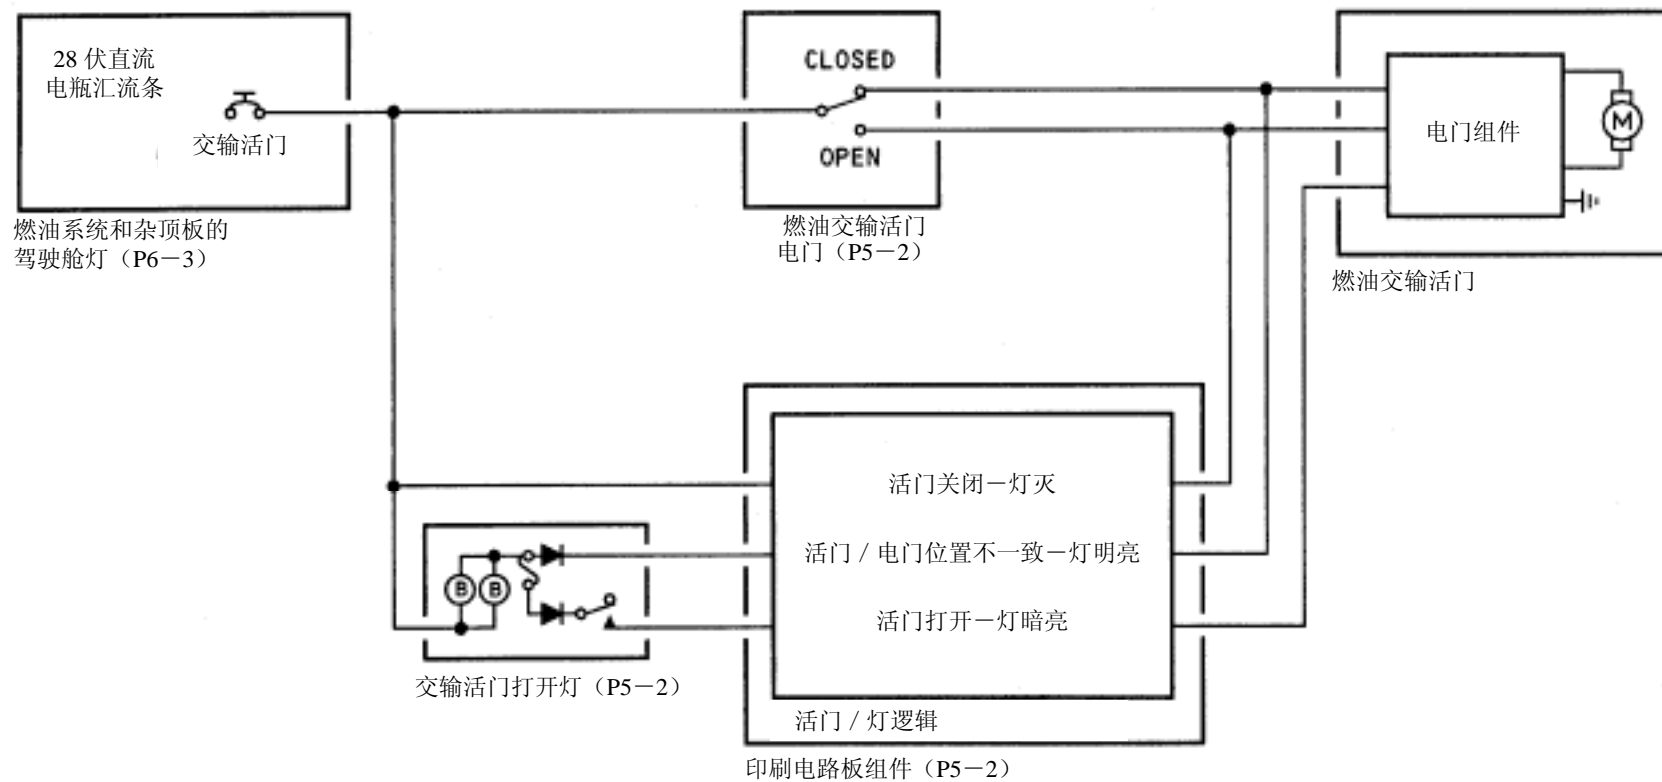 28 伏直流
电瓶汇流条
交输活门
燃油系统和杂顶板的
驾驶舱灯（P6－3）
CLOSED
OPEN
燃油交输活门
电门（P5－2）
电门组件
M
燃油交输活门
B
B
交输活门打开灯（P5－2）
活门关闭－灯灭
活门／电门位置不一致－灯明亮
活门打开－灯暗亮
活门／灯逻辑
印刷电路板组件（P5－2）